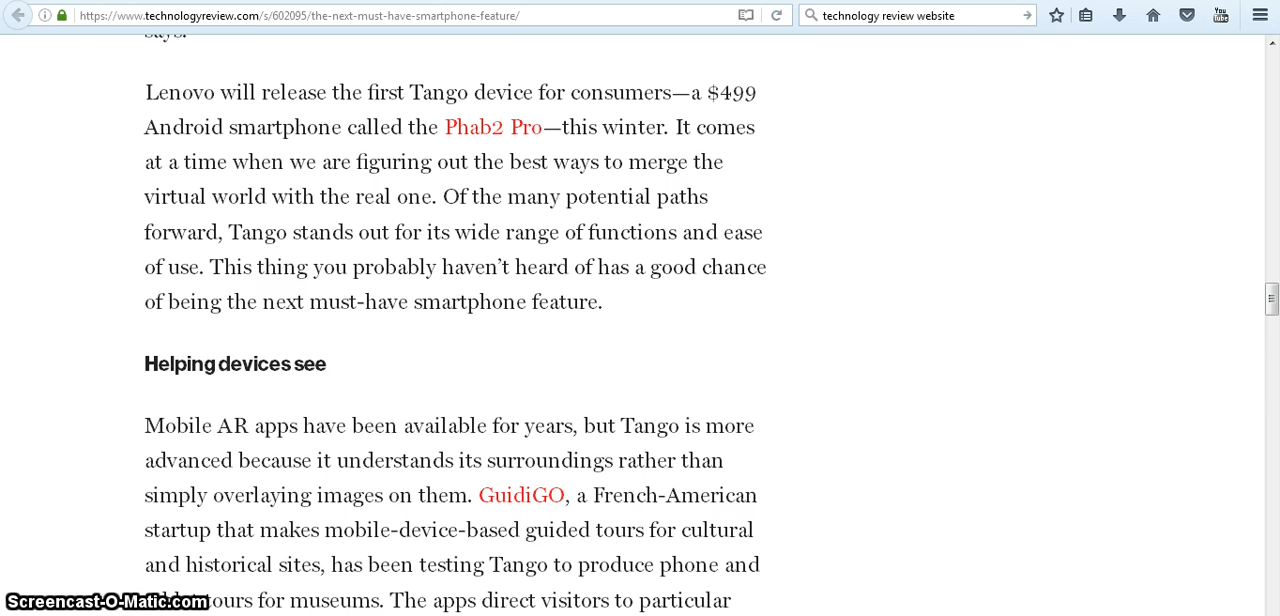 https://www.technologyreview.com/s/602095/the-next-must-have-smartphone-feature/
technology review website
You Tube
says.
Lenovo will release the first Tango device for consumers—a $499
Android smartphone called the Phab2 Pro—this winter. It comes
at a time when we are figuring out the best ways to merge the
virtual world with the real one. Of the many potential paths
forward, Tango stands out for its wide range of functions and ease
of use. This thing you probably haven’t heard of has a good chance
of being the next must-have smartphone feature.
Helping devices see
Mobile AR apps have been available for years, but Tango is more
advanced because it understands its surroundings rather than
simply overlaying images on them. GuidiGO, a French-American
startup that makes mobile-device-based guided tours for cultural
and historical sites, has been testing Tango to produce phone and
tours for museums. The apps direct visitors to particular
Screencast-O-Matic.com